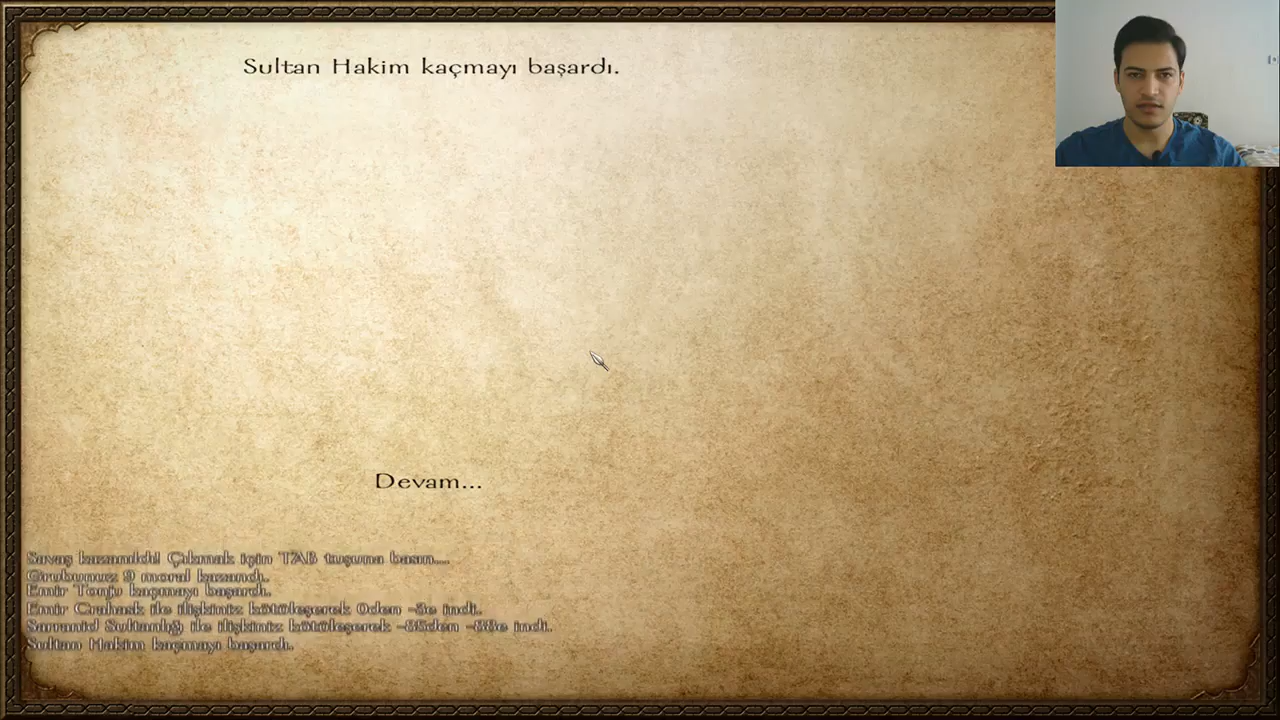 Sultan Hakim kaçmayı başardı.
Devam...
Savaş kazanıldı! Çıkmak için TAB tuşuna basın...
Grubunuz 9 moral kazandı.
Emir Tonju kaçmayı başardı.
Emir Crahask ile ilişkiniz kötüleşerek 0den -3e indi.
Sarranid Sultanlığı ile ilişkiniz kötüleşerek -85den -88e indi.
Sultan Hakim kaçmayı başardı.